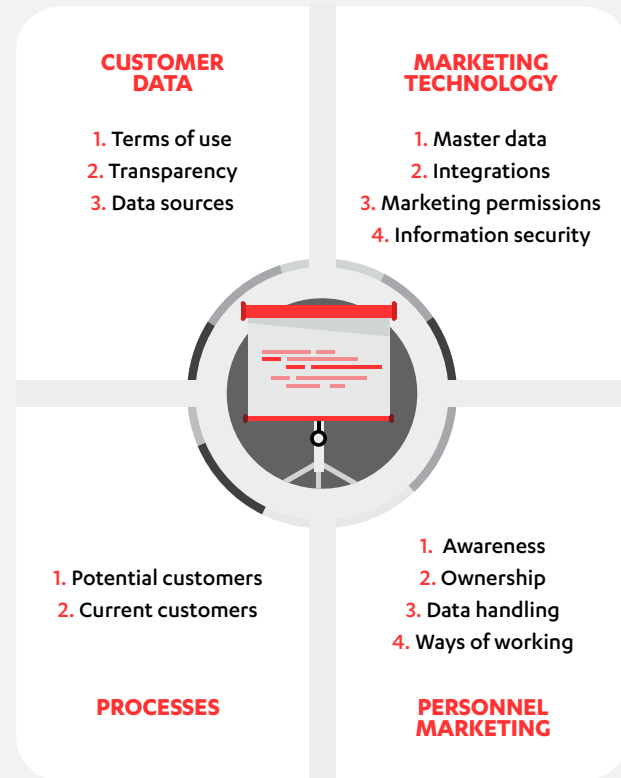 CUSTOMER
DATA
1. Terms of use
2. Transparency
3. Data sources
MARKETING
TECHNOLOGY
1. Master data
2. Integrations
3. Marketing permissions
4. Information security
1. Potential customers
2. Current customers
PROCESSES
1. Awareness
2. Ownership
3. Data handling
4. Ways of working
PERSONNEL
MARKETING